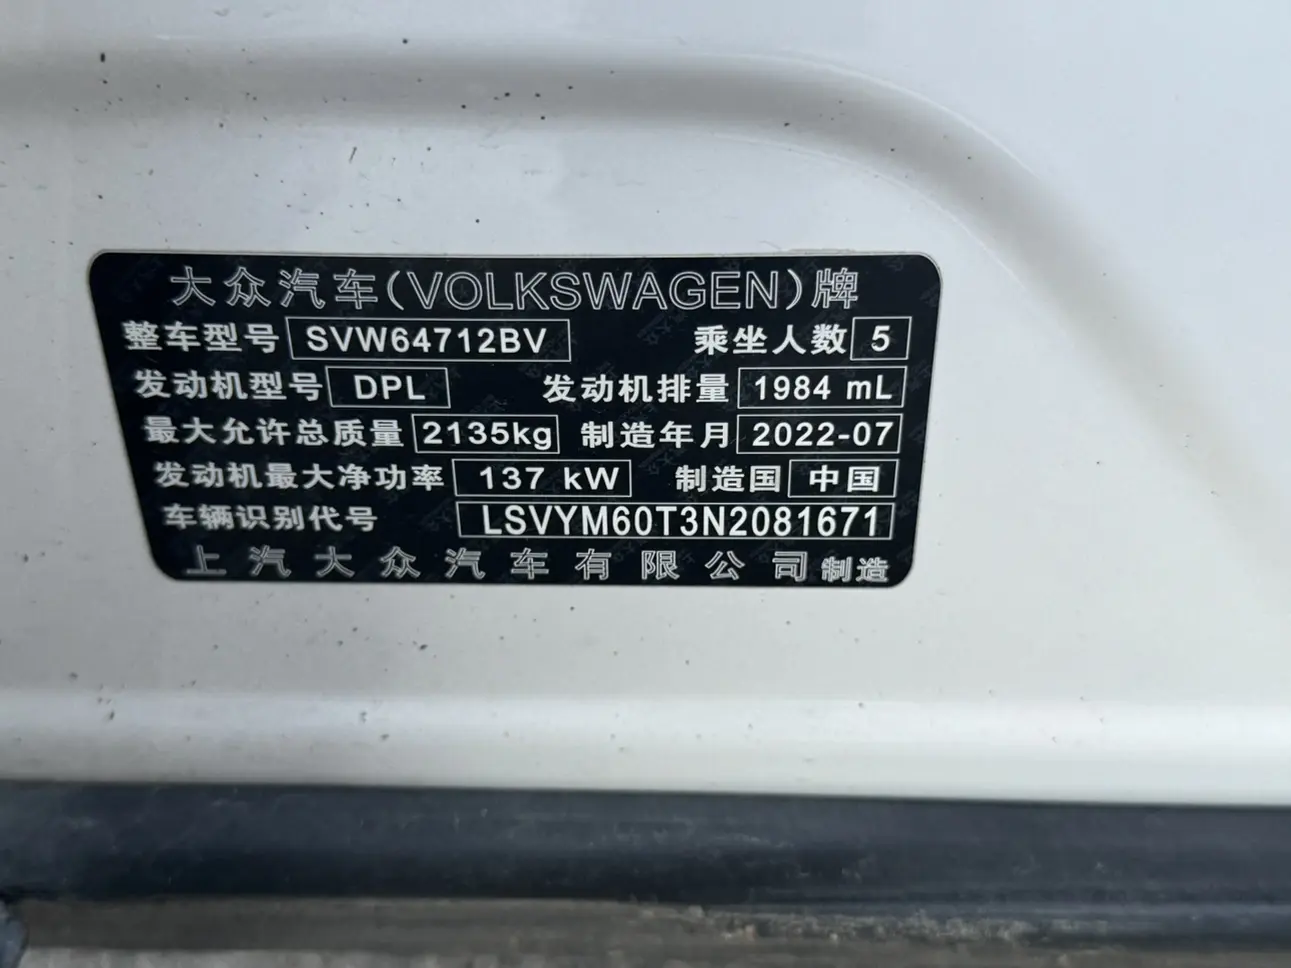 大众汽车(VOLKSWAGEN)牌
整车型号 SVW64712BV 乘坐人数 5
发动机型号 DPL 发动机排量 1984 mL
最大允许总质量 2135kg 制造年月 2022-07
发动机最大净功率 137 kW 制造国 中国
车辆识别代号 LSVYM60T3N2081671
上汽大众汽车有限公司 制造